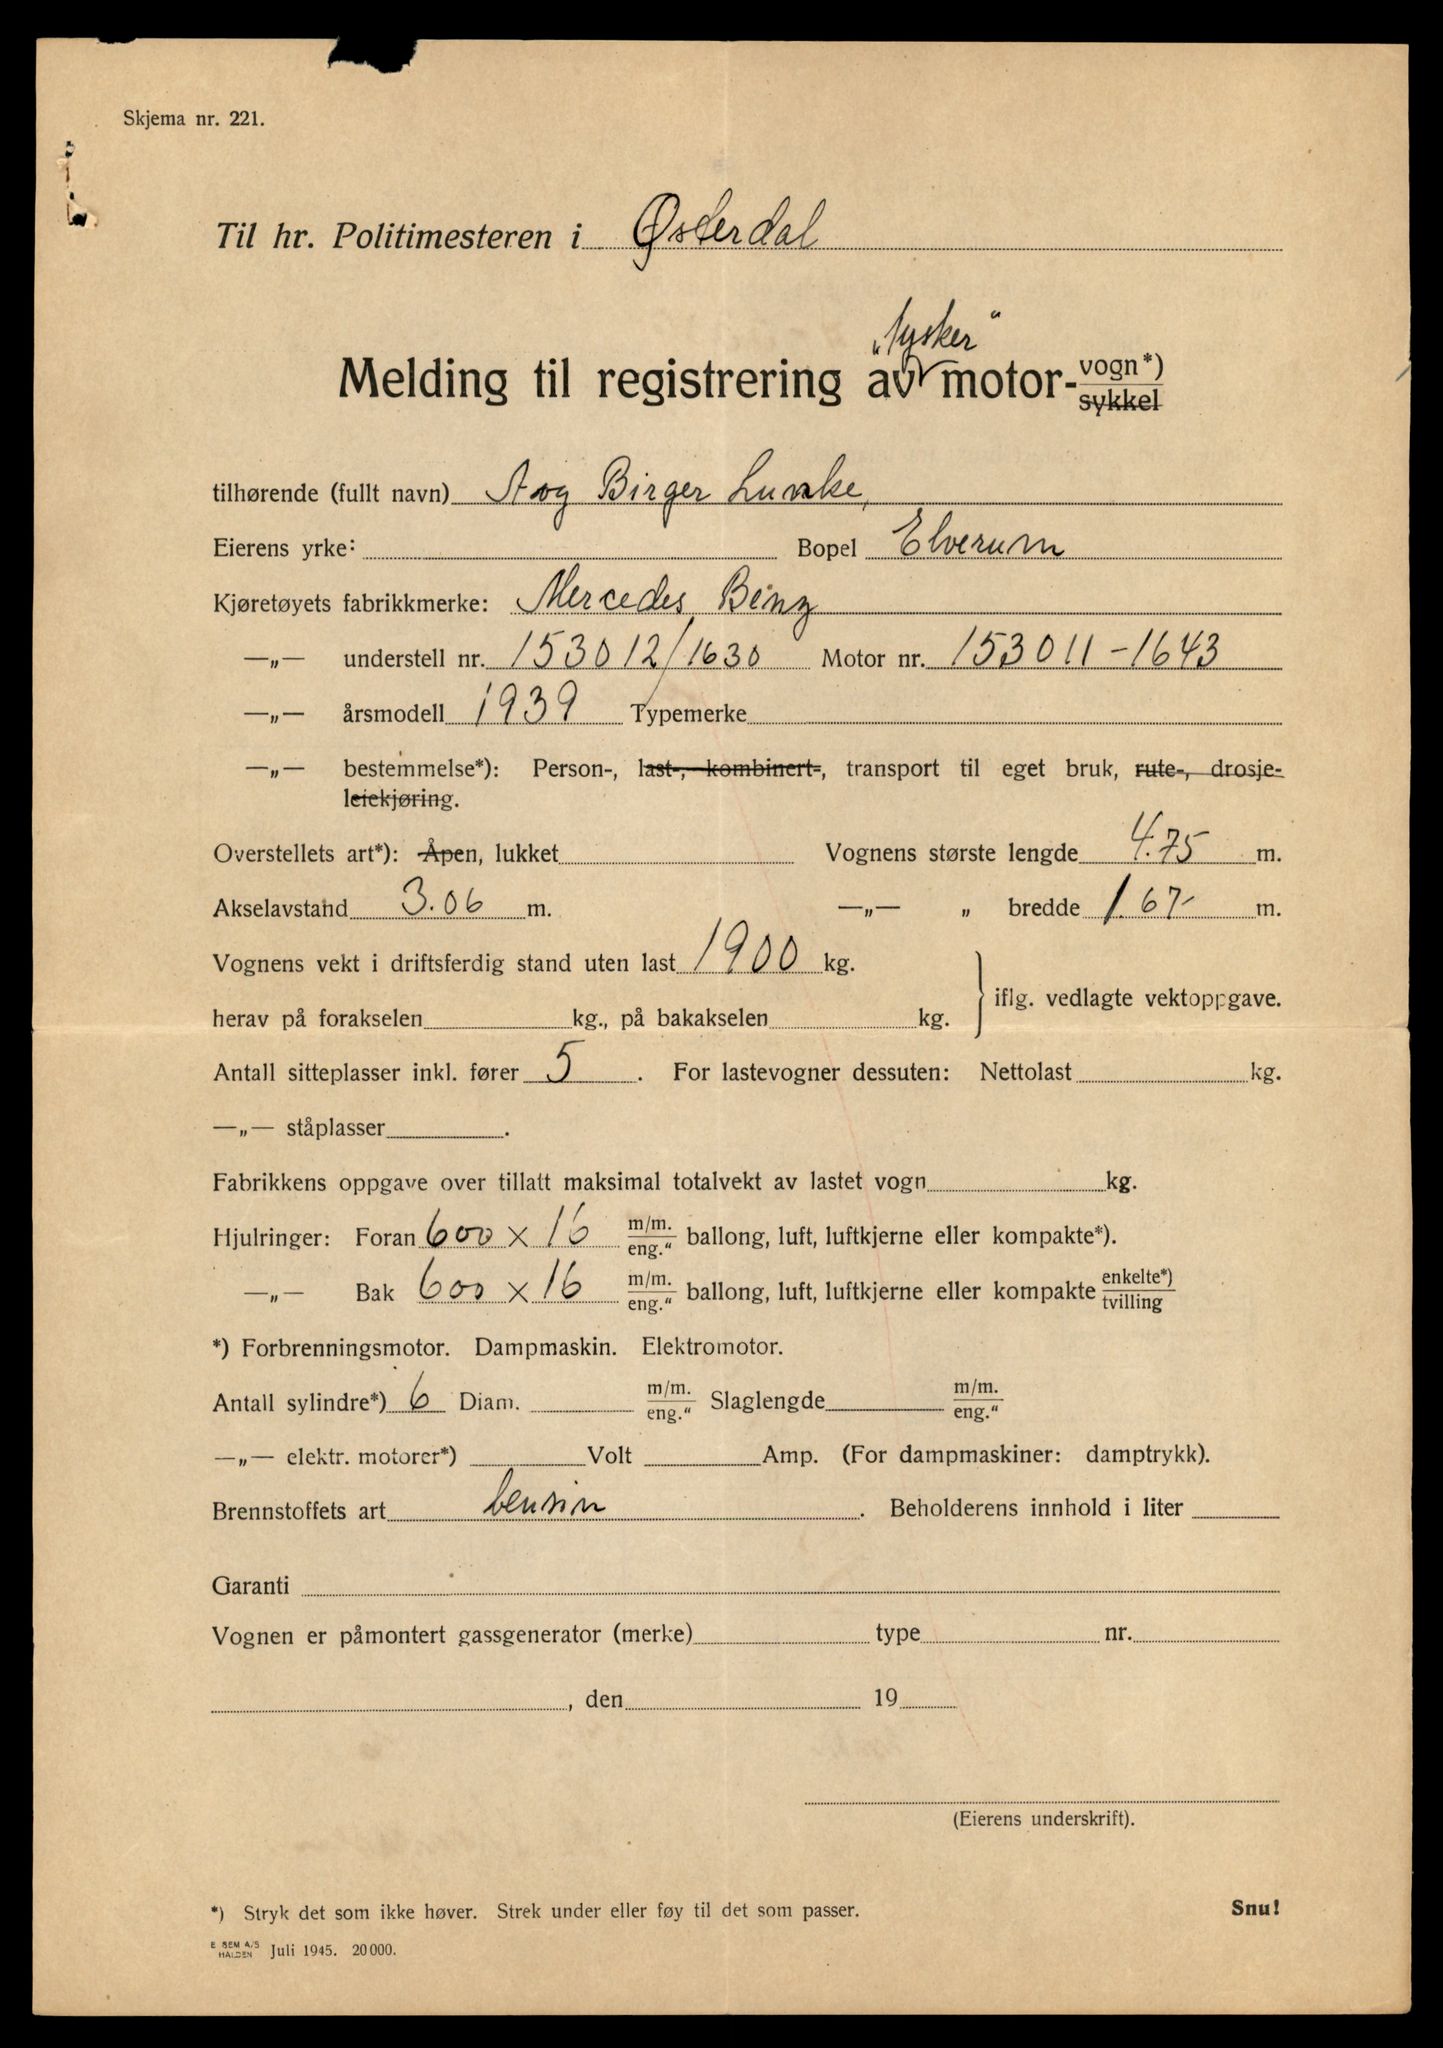 Skjema nr. 221.
Til hr. Politimesteren i Østerdal
„tysker“
Melding til registrering av motor-vogn*)
sykkel
tilhørende (fullt navn) Aog Birger Lunke,
Eierens yrke: Bopel Elverum
Kjøretøyets fabrikkmerke: Mercedes Benz
—„— understell nr. 153012/1630 Motor nr. 153011-1643
—„— årsmodell 1939 Typemerke
—„— bestemmelse*): Person-, last-, kombinert-, transport til eget bruk, rute-, drosje-
leiekjøring.
Overstellets art*): Åpen, lukket Vognens største lengde 4.75 m.
Akselavstand 3.06 m. —„— „ bredde 1.67- m.
Vognens vekt i driftsferdig stand uten last 1900 kg.
iflg. vedlagte vektoppgave.
herav på forakselen kg., på bakakselen kg.
Antall sitteplasser inkl. fører 5. For lastevogner dessuten: Nettolast kg.
—„— ståplasser.
Fabrikkens oppgave over tillatt maksimal totalvekt av lastet vogn kg.
Hjulringer: Foran 600 x 16 m/m. eng.“ ballong, luft, luftkjerne eller kompakte*).
—„— Bak 600 x 16 m/m. eng.“ ballong, luft, luftkjerne eller kompakte enkelte*) tvilling
*) Forbrenningsmotor. Dampmaskin. Elektromotor.
Antall sylindre*) 6 Diam. m/m. eng.“ Slaglengde m/m. eng.“
—„— elektr. motorer*) Volt Amp. (For dampmaskiner: damptrykk).
Brennstoffets art bensin. Beholderens innhold i liter
Garanti
Vognen er påmontert gassgenerator (merke) type nr.
, den 19
(Eierens underskrift).
*) Stryk det som ikke høver. Strek under eller føy til det som passer. Snu!
E SEM A/S
HALDEN Juli 1945. 20 000.